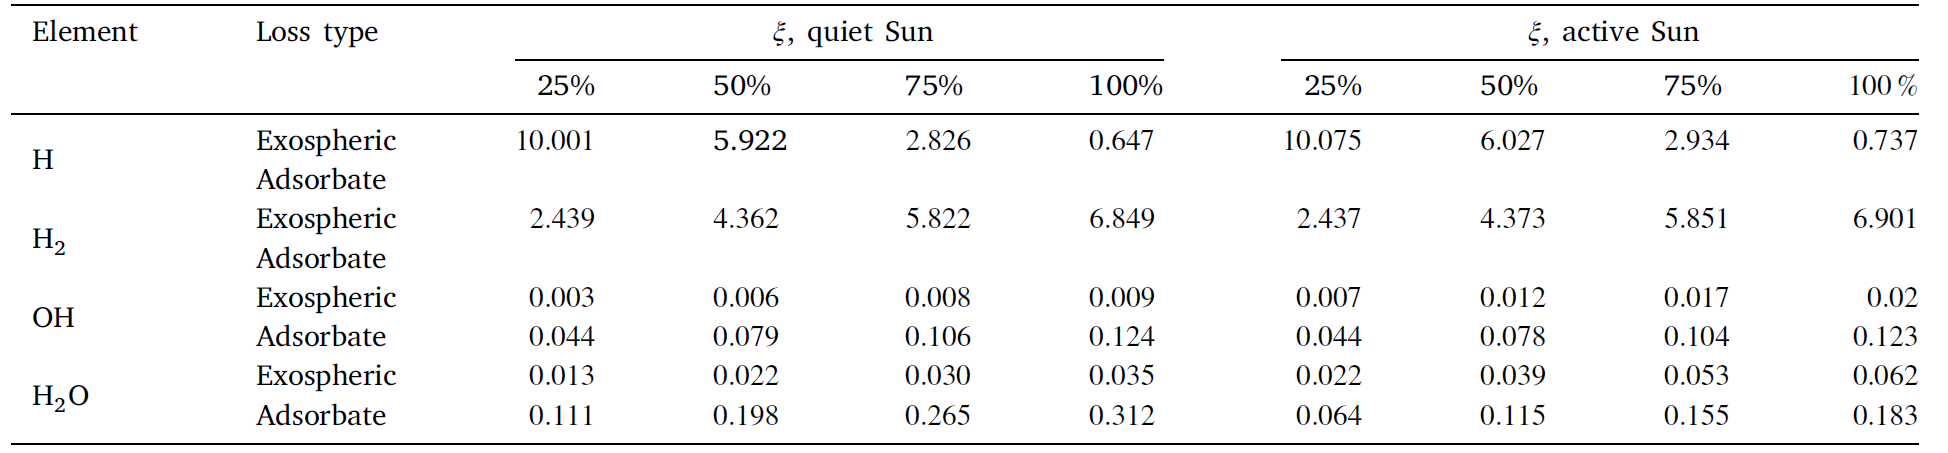 Element Loss type ξ, quiet Sun ξ, active Sun
25% 50% 75% 100% 25% 50% 75% 100 %
H Exospheric 10.001 5.922 2.826 0.647 10.075 6.027 2.934 0.737
Adsorbate
H₂ Exospheric 2.439 4.362 5.822 6.849 2.437 4.373 5.851 6.901
Adsorbate
OH Exospheric 0.003 0.006 0.008 0.009 0.007 0.012 0.017 0.02
Adsorbate 0.044 0.079 0.106 0.124 0.044 0.078 0.104 0.123
H₂O Exospheric 0.013 0.022 0.030 0.035 0.022 0.039 0.053 0.062
Adsorbate 0.111 0.198 0.265 0.312 0.064 0.115 0.155 0.183